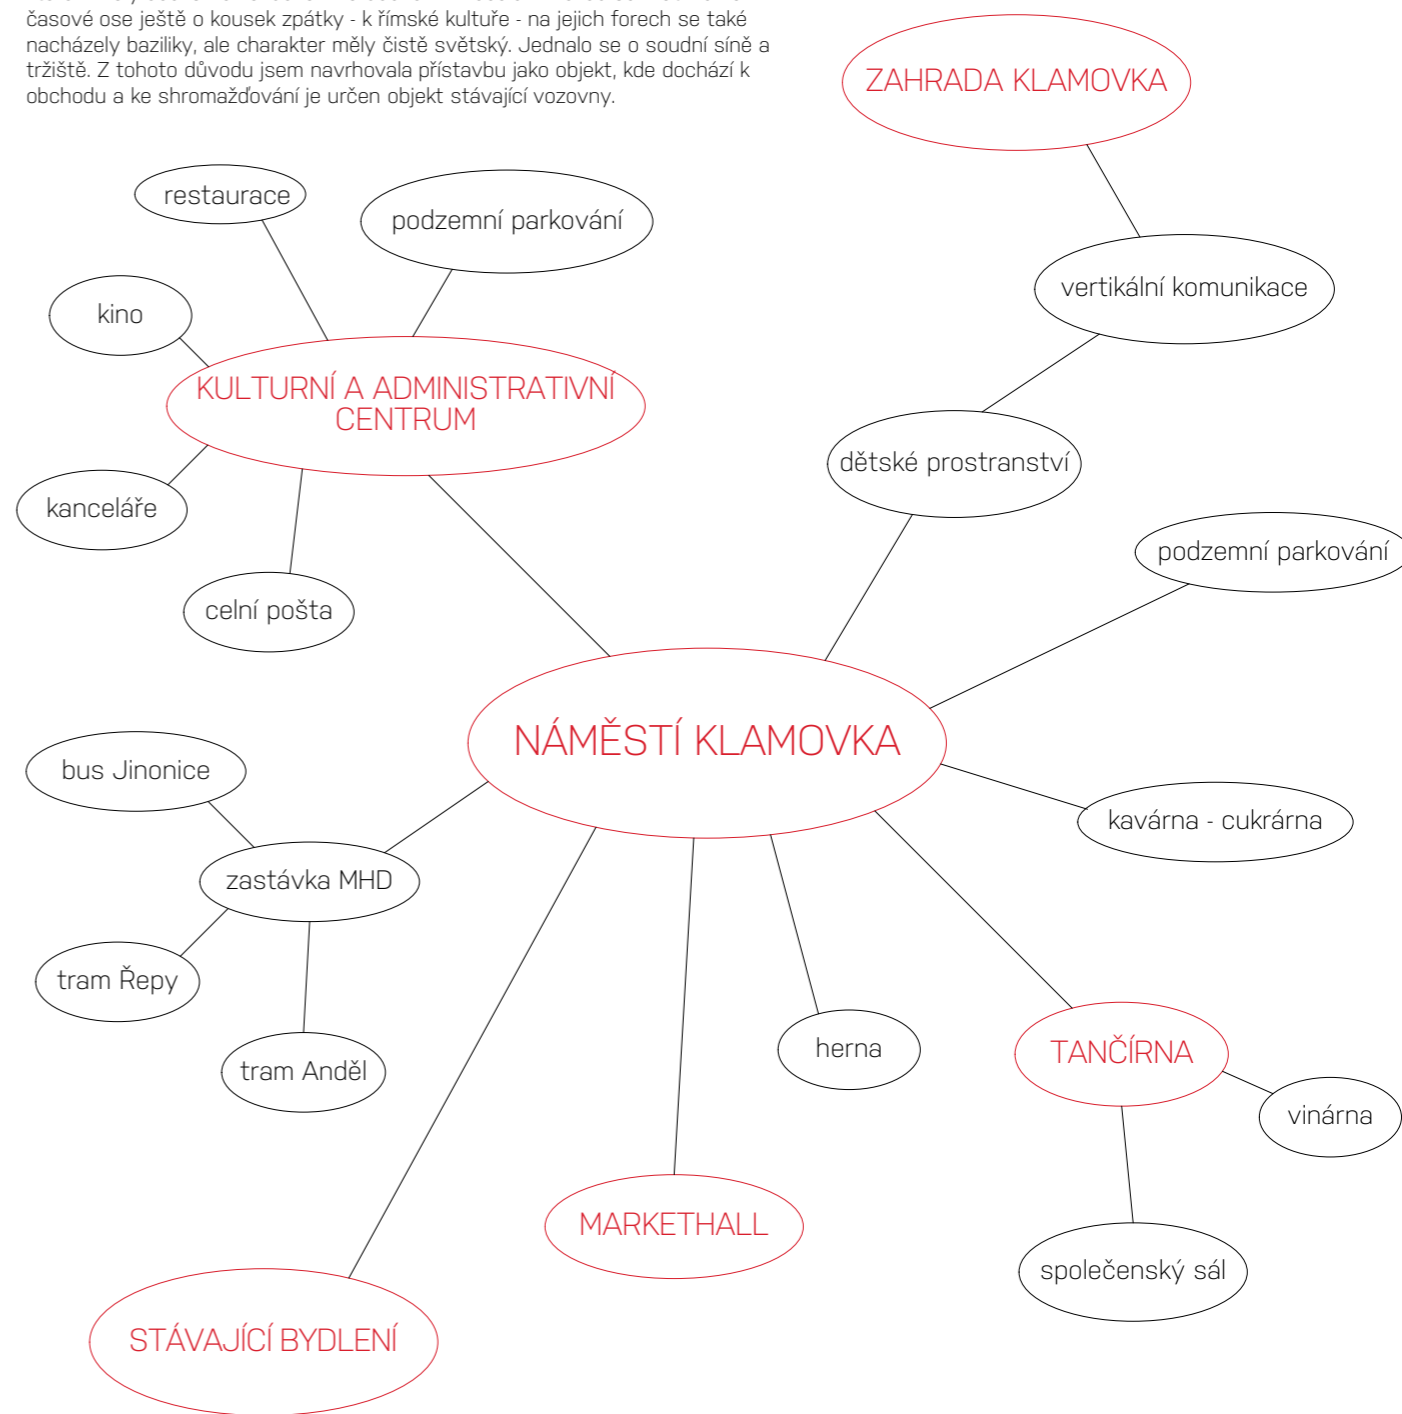 časové ose ještě o kousek zpátky - k římské kultuře - na jejich forech se také
nacházely baziliky, ale charakter měly čistě světský. Jednalo se o soudní síně a
tržiště. Z tohoto důvodu jsem navrhovala přístavbu jako objekt, kde dochází k
obchodu a ke shromažďování je určen objekt stávající vozovny.
ZAHRADA KLAMOVKA
restaurace
podzemní parkování
vertikální komunikace
kino
KULTURNÍ A ADMINISTRATIVNÍ
CENTRUM
dětské prostranství
kanceláře
podzemní parkování
celní pošta
NÁMĚSTÍ KLAMOVKA
bus Jinonice
kavárna - cukrárna
zastávka MHD
tram Řepy
herna
TANČÍRNA
tram Anděl
vinárna
MARKETHALL
společenský sál
STÁVAJÍCÍ BYDLENÍ